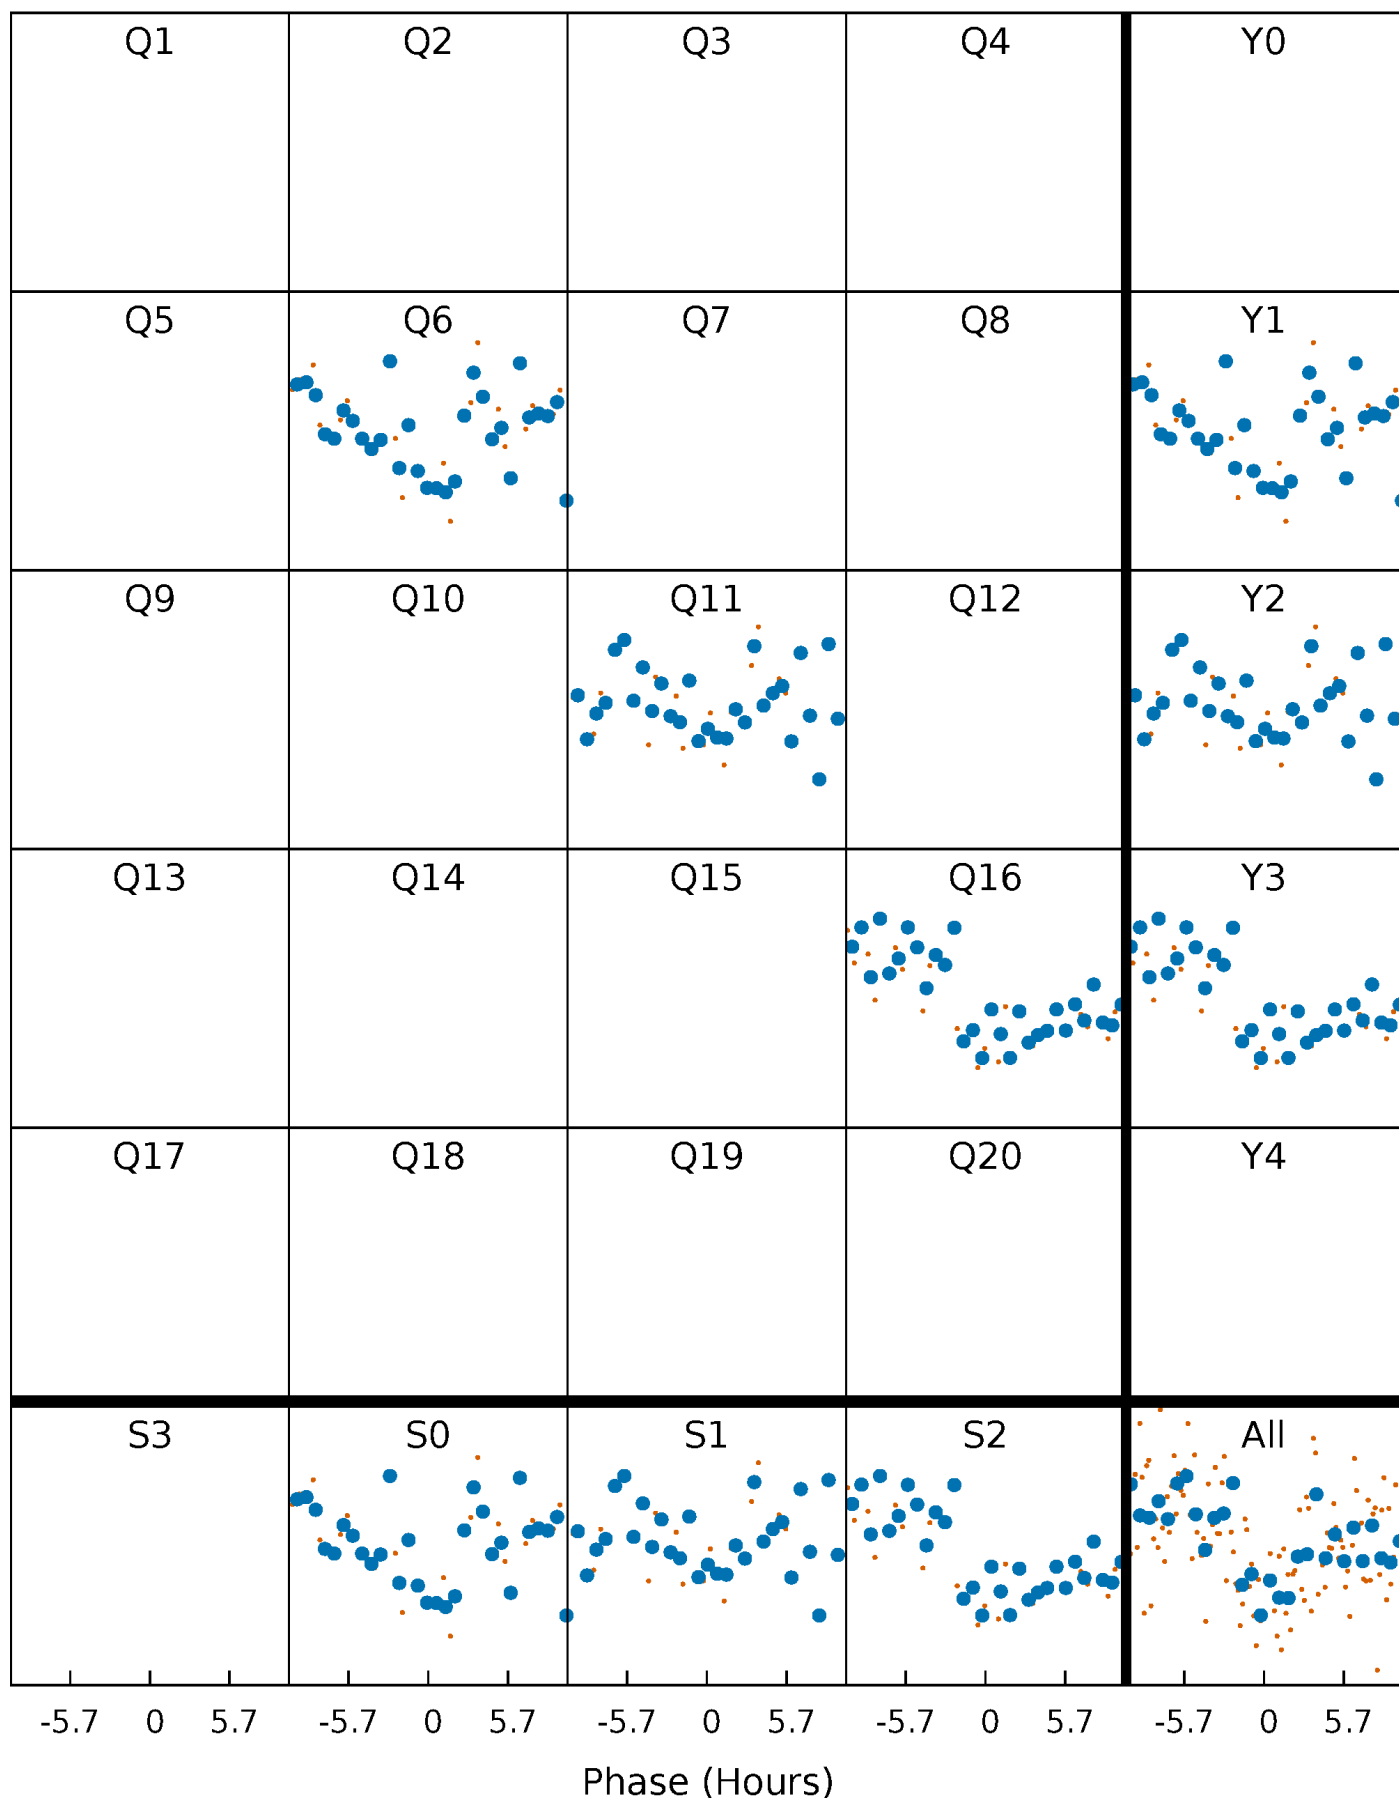 Q1 Q2 Q3 Q4 Y0
Q5 Q6 Q7 Q8 Y1
Q9 Q10 Q11 Q12 Y2
Q13 Q14 Q15 Q16 Y3
Q17 Q18 Q19 Q20 Y4
S3 S0 S1 S2 All
-5.7 0 5.7 -5.7 0 5.7 -5.7 0 5.7 -5.7 0 5.7 -5.7 0 5.7
Phase (Hours)